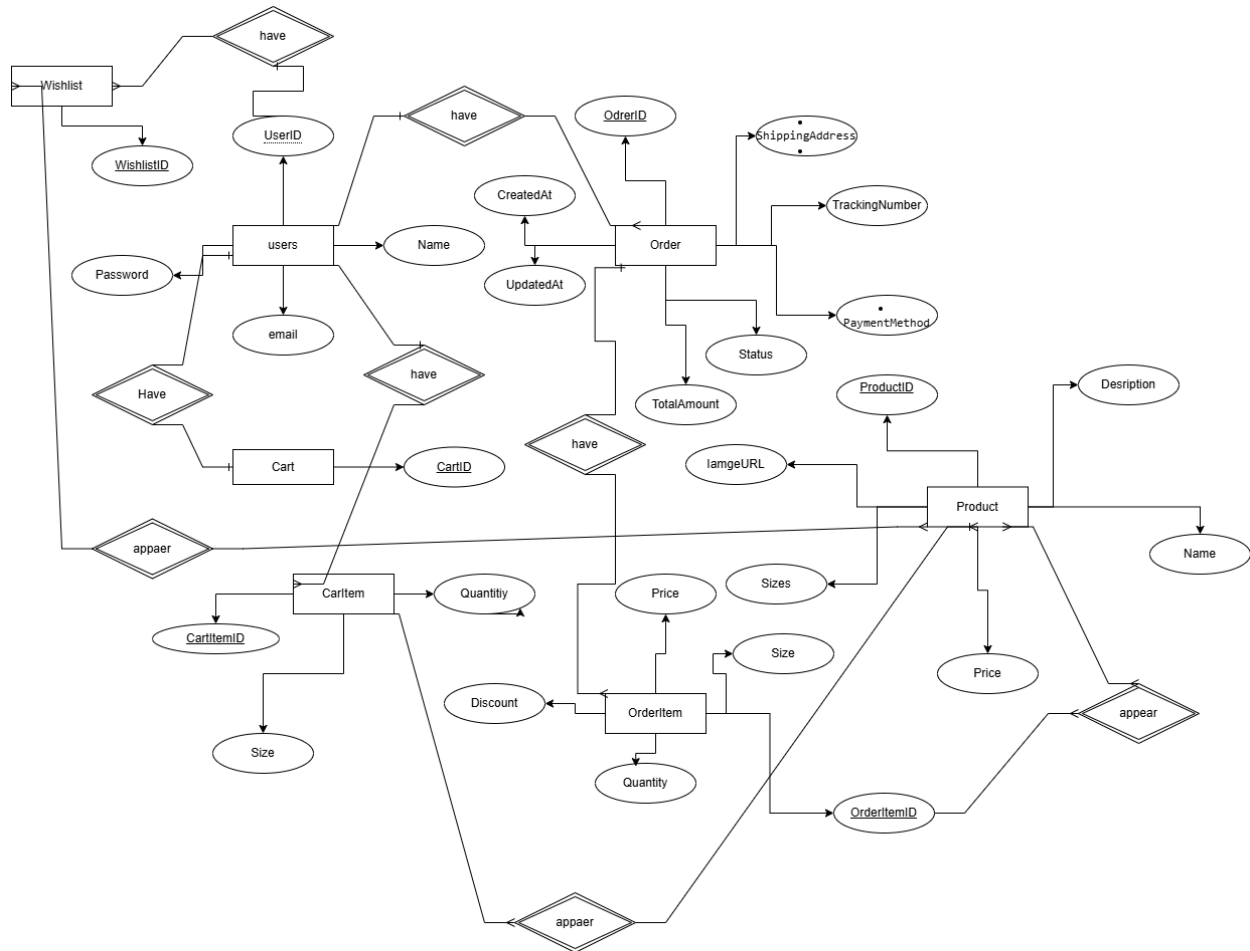 have
Wishlist
have
OdrerID
ShippingAddress
UserID
WishlistID
CreatedAt
TrackingNumber
users
Name
Order
Password
UpdatedAt
PaymentMethod
email
Status
have
ProductID
Desription
Have
TotalAmount
have
IamgeURL
Cart
CartID
Product
appaer
Name
Sizes
CarItem
Quantitiy
Price
CartItemID
Size
Price
Discount
OrderItem
appear
Size
Quantity
OrderItemID
appaer